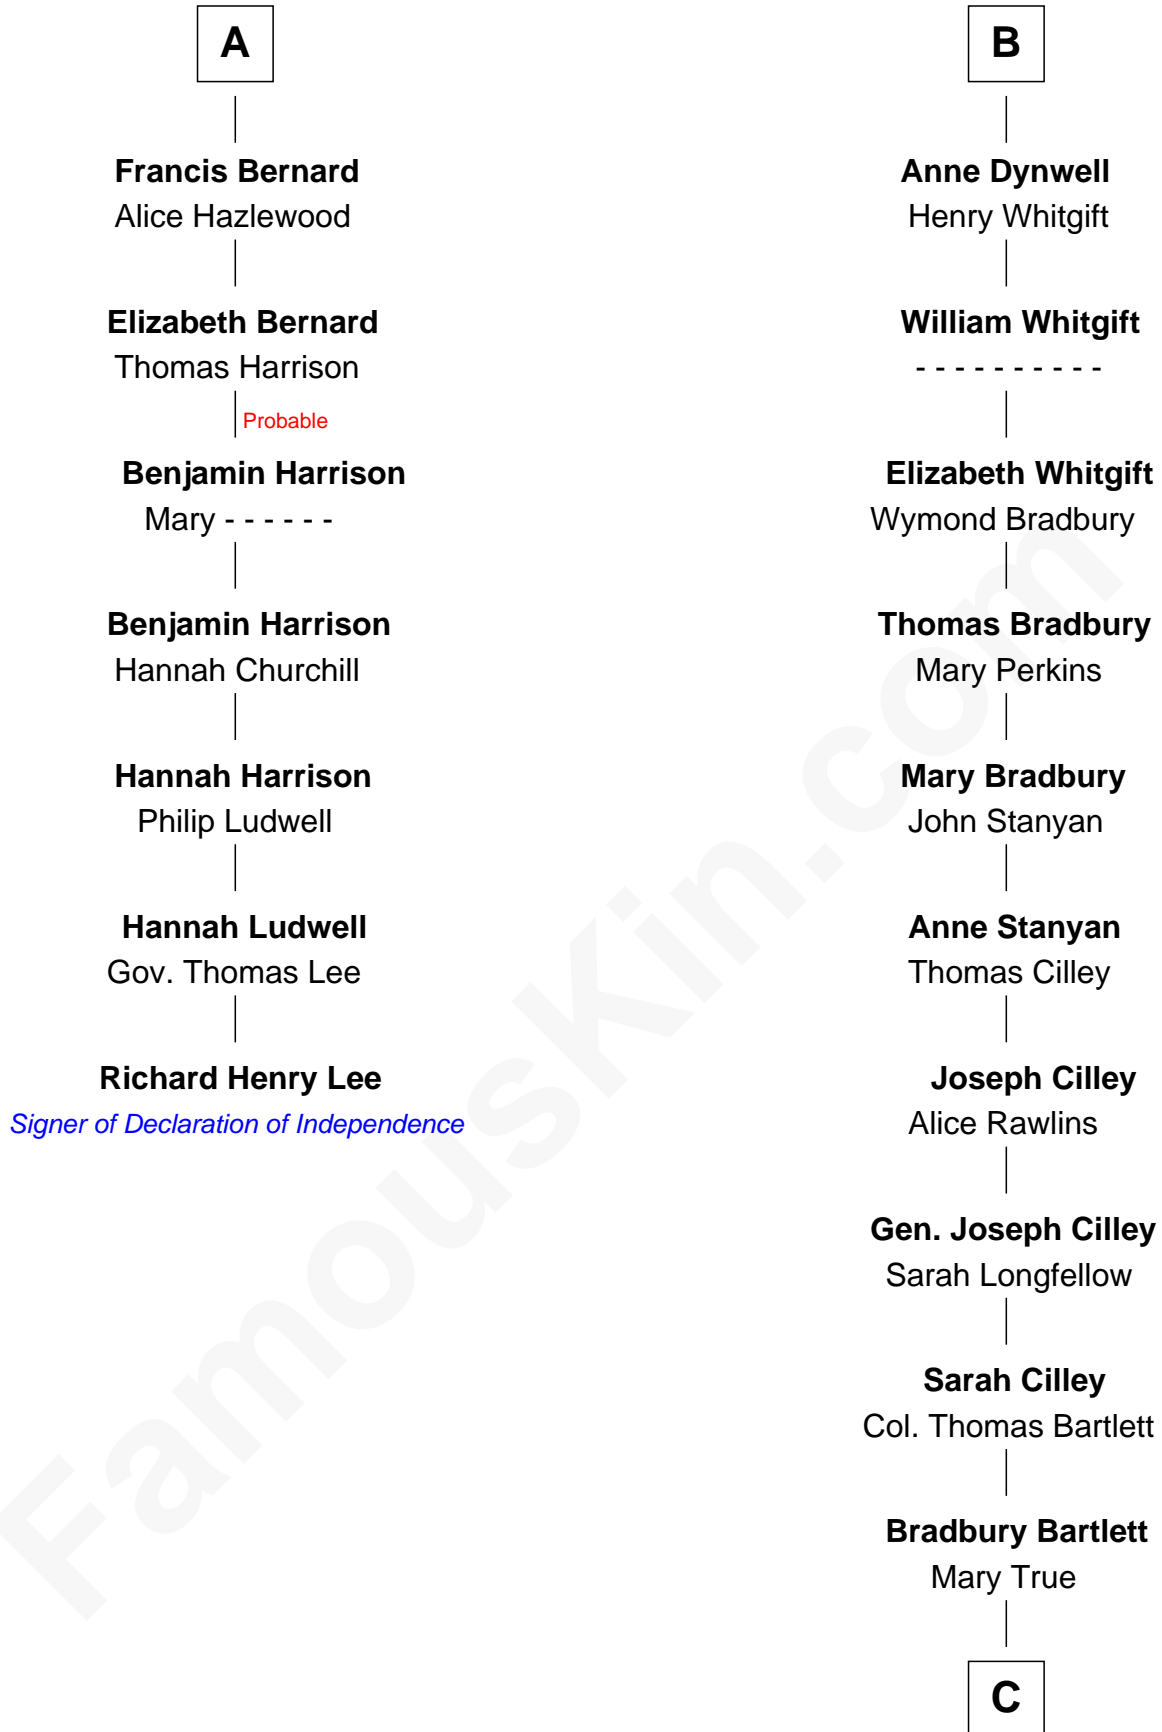 A
Francis Bernard
Alice Hazlewood
Elizabeth Bernard
Thomas Harrison
Probable
Benjamin Harrison
Mary - - - - - -
Benjamin Harrison
Hannah Churchill
Hannah Harrison
Philip Ludwell
Hannah Ludwell
Gov. Thomas Lee
Richard Henry Lee
Signer of Declaration of Independence
B
Anne Dynwell
Henry Whitgift
William Whitgift
- - - - - - - - - -
Elizabeth Whitgift
Wymond Bradbury
Thomas Bradbury
Mary Perkins
Mary Bradbury
John Stanyan
Anne Stanyan
Thomas Cilley
Joseph Cilley
Alice Rawlins
Gen. Joseph Cilley
Sarah Longfellow
Sarah Cilley
Col. Thomas Bartlett
Bradbury Bartlett
Mary True
C
FamousKin.com